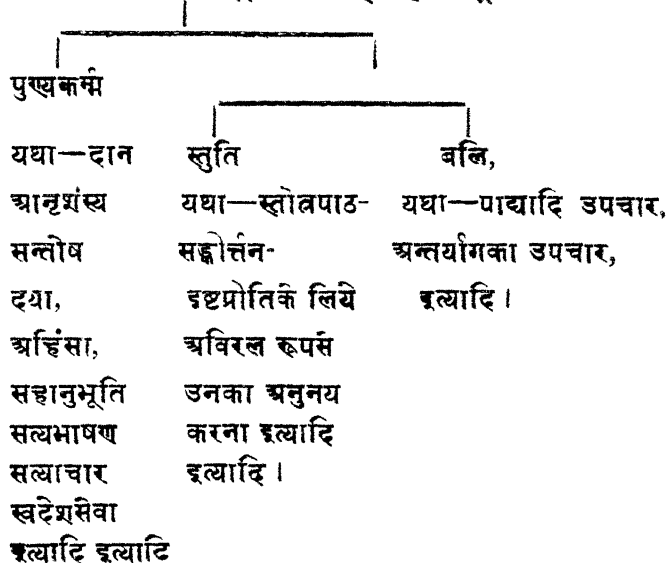 पुण्यकर्म्म
यथा—दान स्तुति बलि,
आनृशंस्य यथा—स्तोत्रपाठ- यथा—पाद्यादि उपचार,
सन्तोष सङ्कीर्त्तन- अन्तर्यागका उपचार,
दया, इष्टप्रीतिके लिये इत्यादि।
अहिंसा, अविरल रूपसे
सहानुभूति उनका अनुनय
सत्यभाषण करना इत्यादि
सत्याचार इत्यादि।
स्वदेशसेवा
इत्यादि इत्यादि